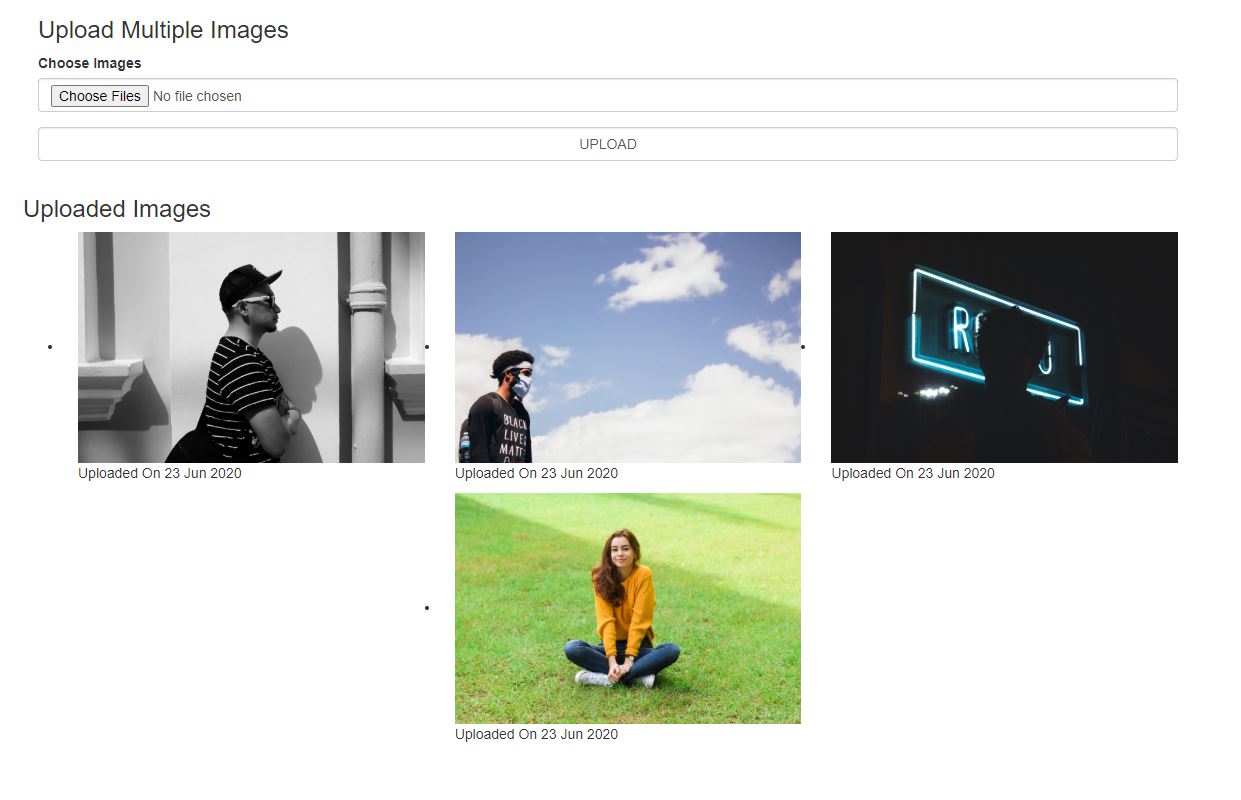 Upload Multiple Images
Choose Images
Choose Files No file chosen
UPLOAD
Uploaded Images
BLACK
LIVES
MATT
Uploaded On 23 Jun 2020
Uploaded On 23 Jun 2020
Uploaded On 23 Jun 2020
Uploaded On 23 Jun 2020